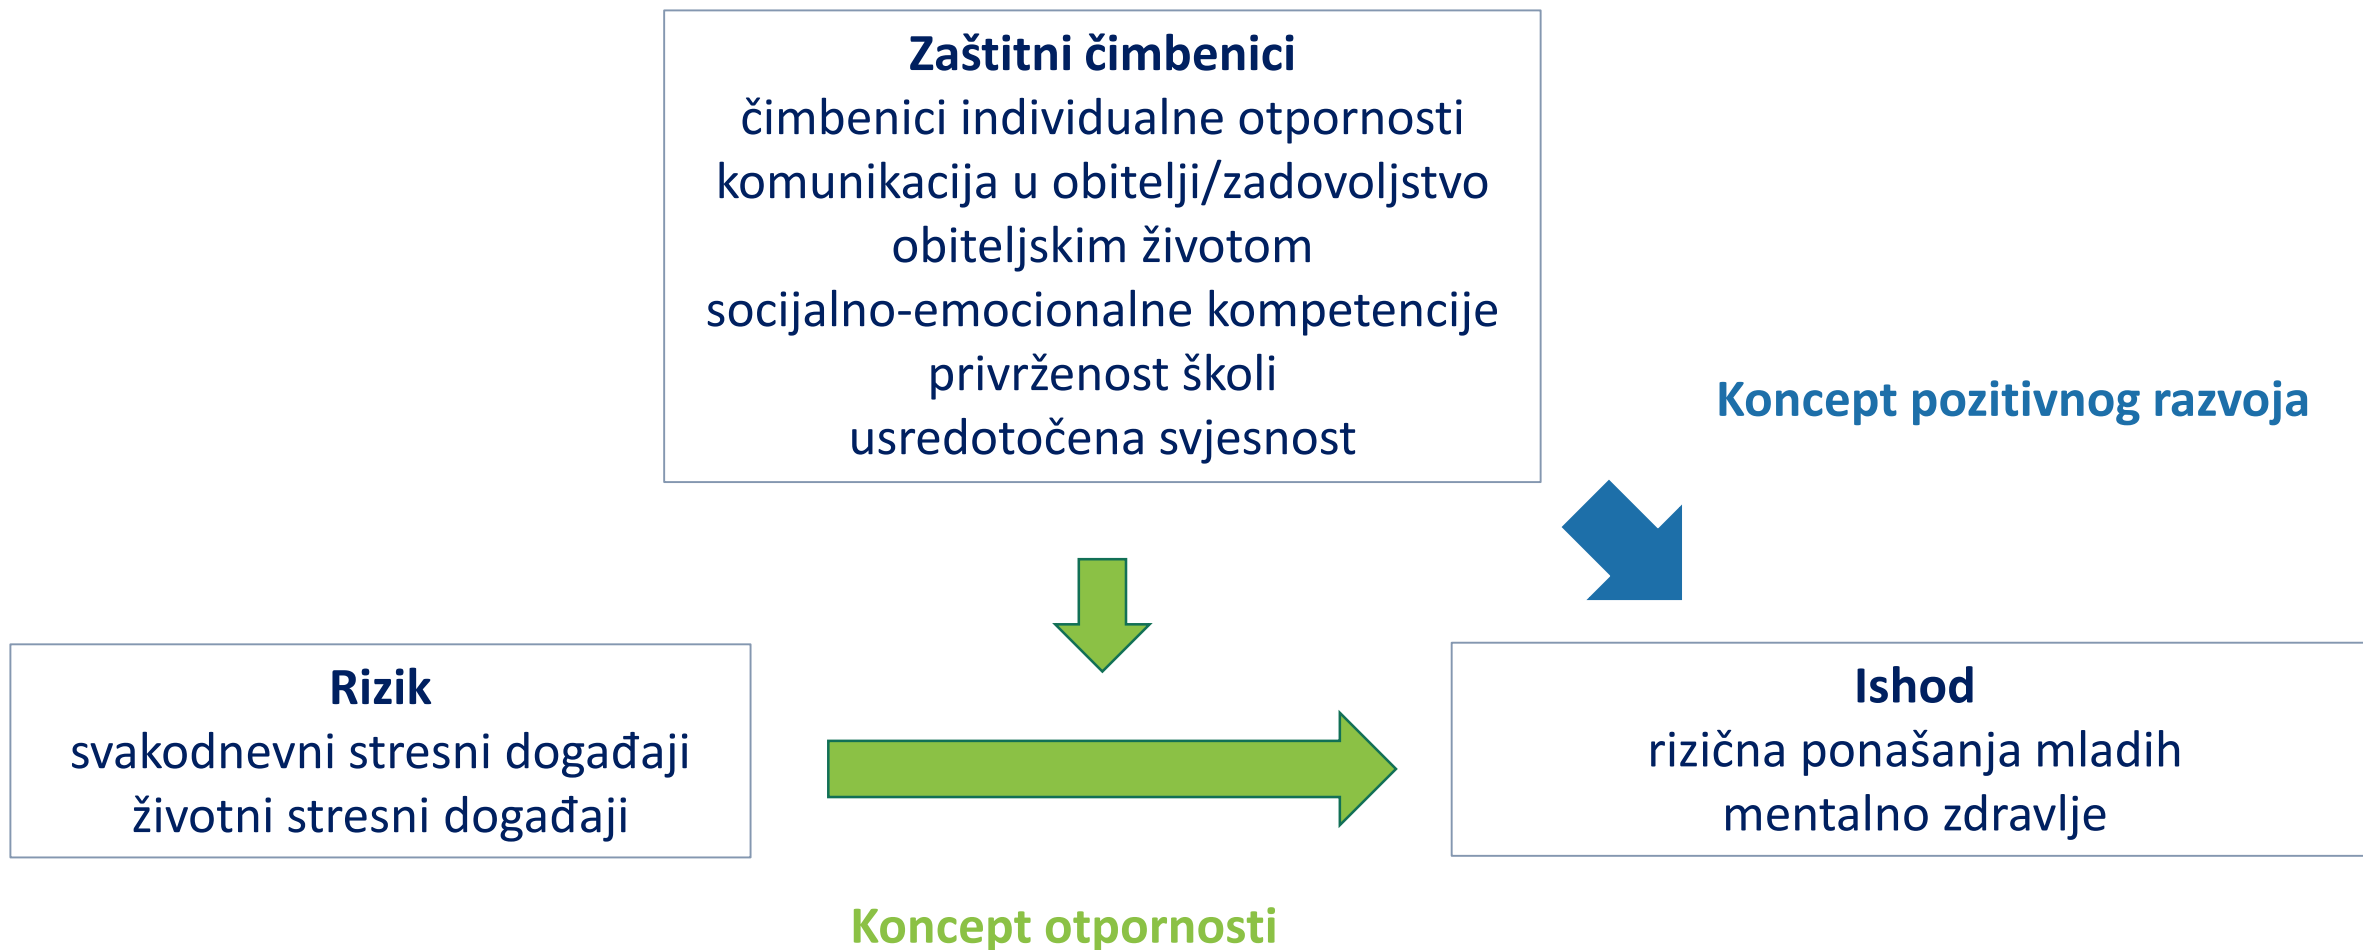 Zaštitni čimbenici
čimbenici individualne otpornosti
komunikacija u obitelji/zadovoljstvo
obiteljskim životom
socijalno-emocionalne kompetencije
privrženost školi
usredotočena svjesnost
Koncept pozitivnog razvoja
Rizik
svakodnevni stresni događaji
životni stresni događaji
Ishod
rizična ponašanja mladih
mentalno zdravlje
Koncept otpornosti